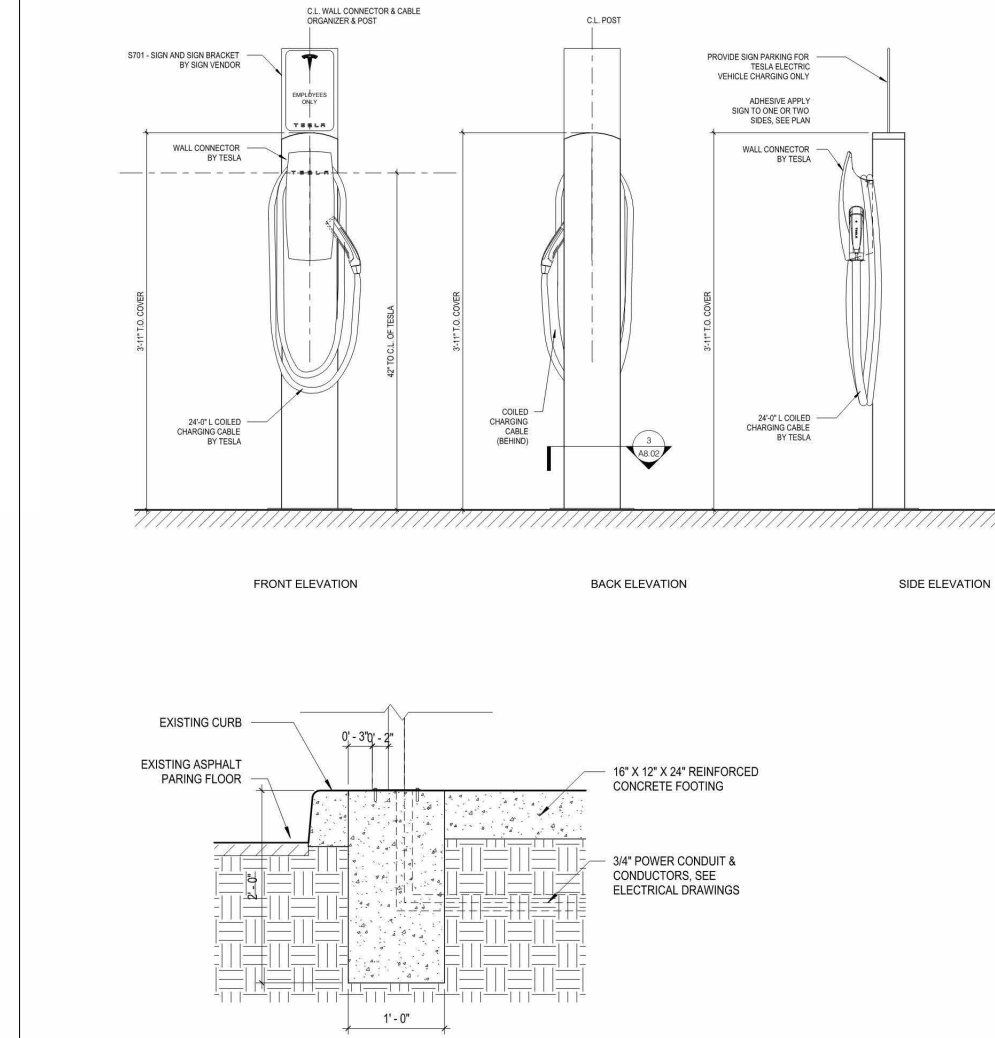 C.L. WALL CONNECTOR & CABLE
ORGANIZER & POST
S701 - SIGN AND SIGN BRACKET
BY SIGN VENDOR
EMPLOYEES
ONLY
TESLA
WALL CONNECTOR
BY TESLA
TESLA
3'-11" T.O. COVER
42" TO C.L. OF TESLA
24'-0" L COILED
CHARGING CABLE
BY TESLA
FRONT ELEVATION
C.L. POST
3'-11" T.O. COVER
COILED
CHARGING
CABLE
(BEHIND)
3
A8.02
BACK ELEVATION
PROVIDE SIGN PARKING FOR
TESLA ELECTRIC
VEHICLE CHARGING ONLY
ADHESIVE APPLY
SIGN TO ONE OR TWO
SIDES, SEE PLAN
WALL CONNECTOR
BY TESLA
TESLA
3'-11" T.O. COVER
24'-0" L COILED
CHARGING CABLE
BY TESLA
SIDE ELEVATION
EXISTING CURB
EXISTING ASPHALT
PARING FLOOR
0' - 3"
0' - 2"
16" X 12" X 24" REINFORCED
CONCRETE FOOTING
3/4" POWER CONDUIT &
CONDUCTORS, SEE
ELECTRICAL DRAWINGS
2' - 0"
1' - 0"